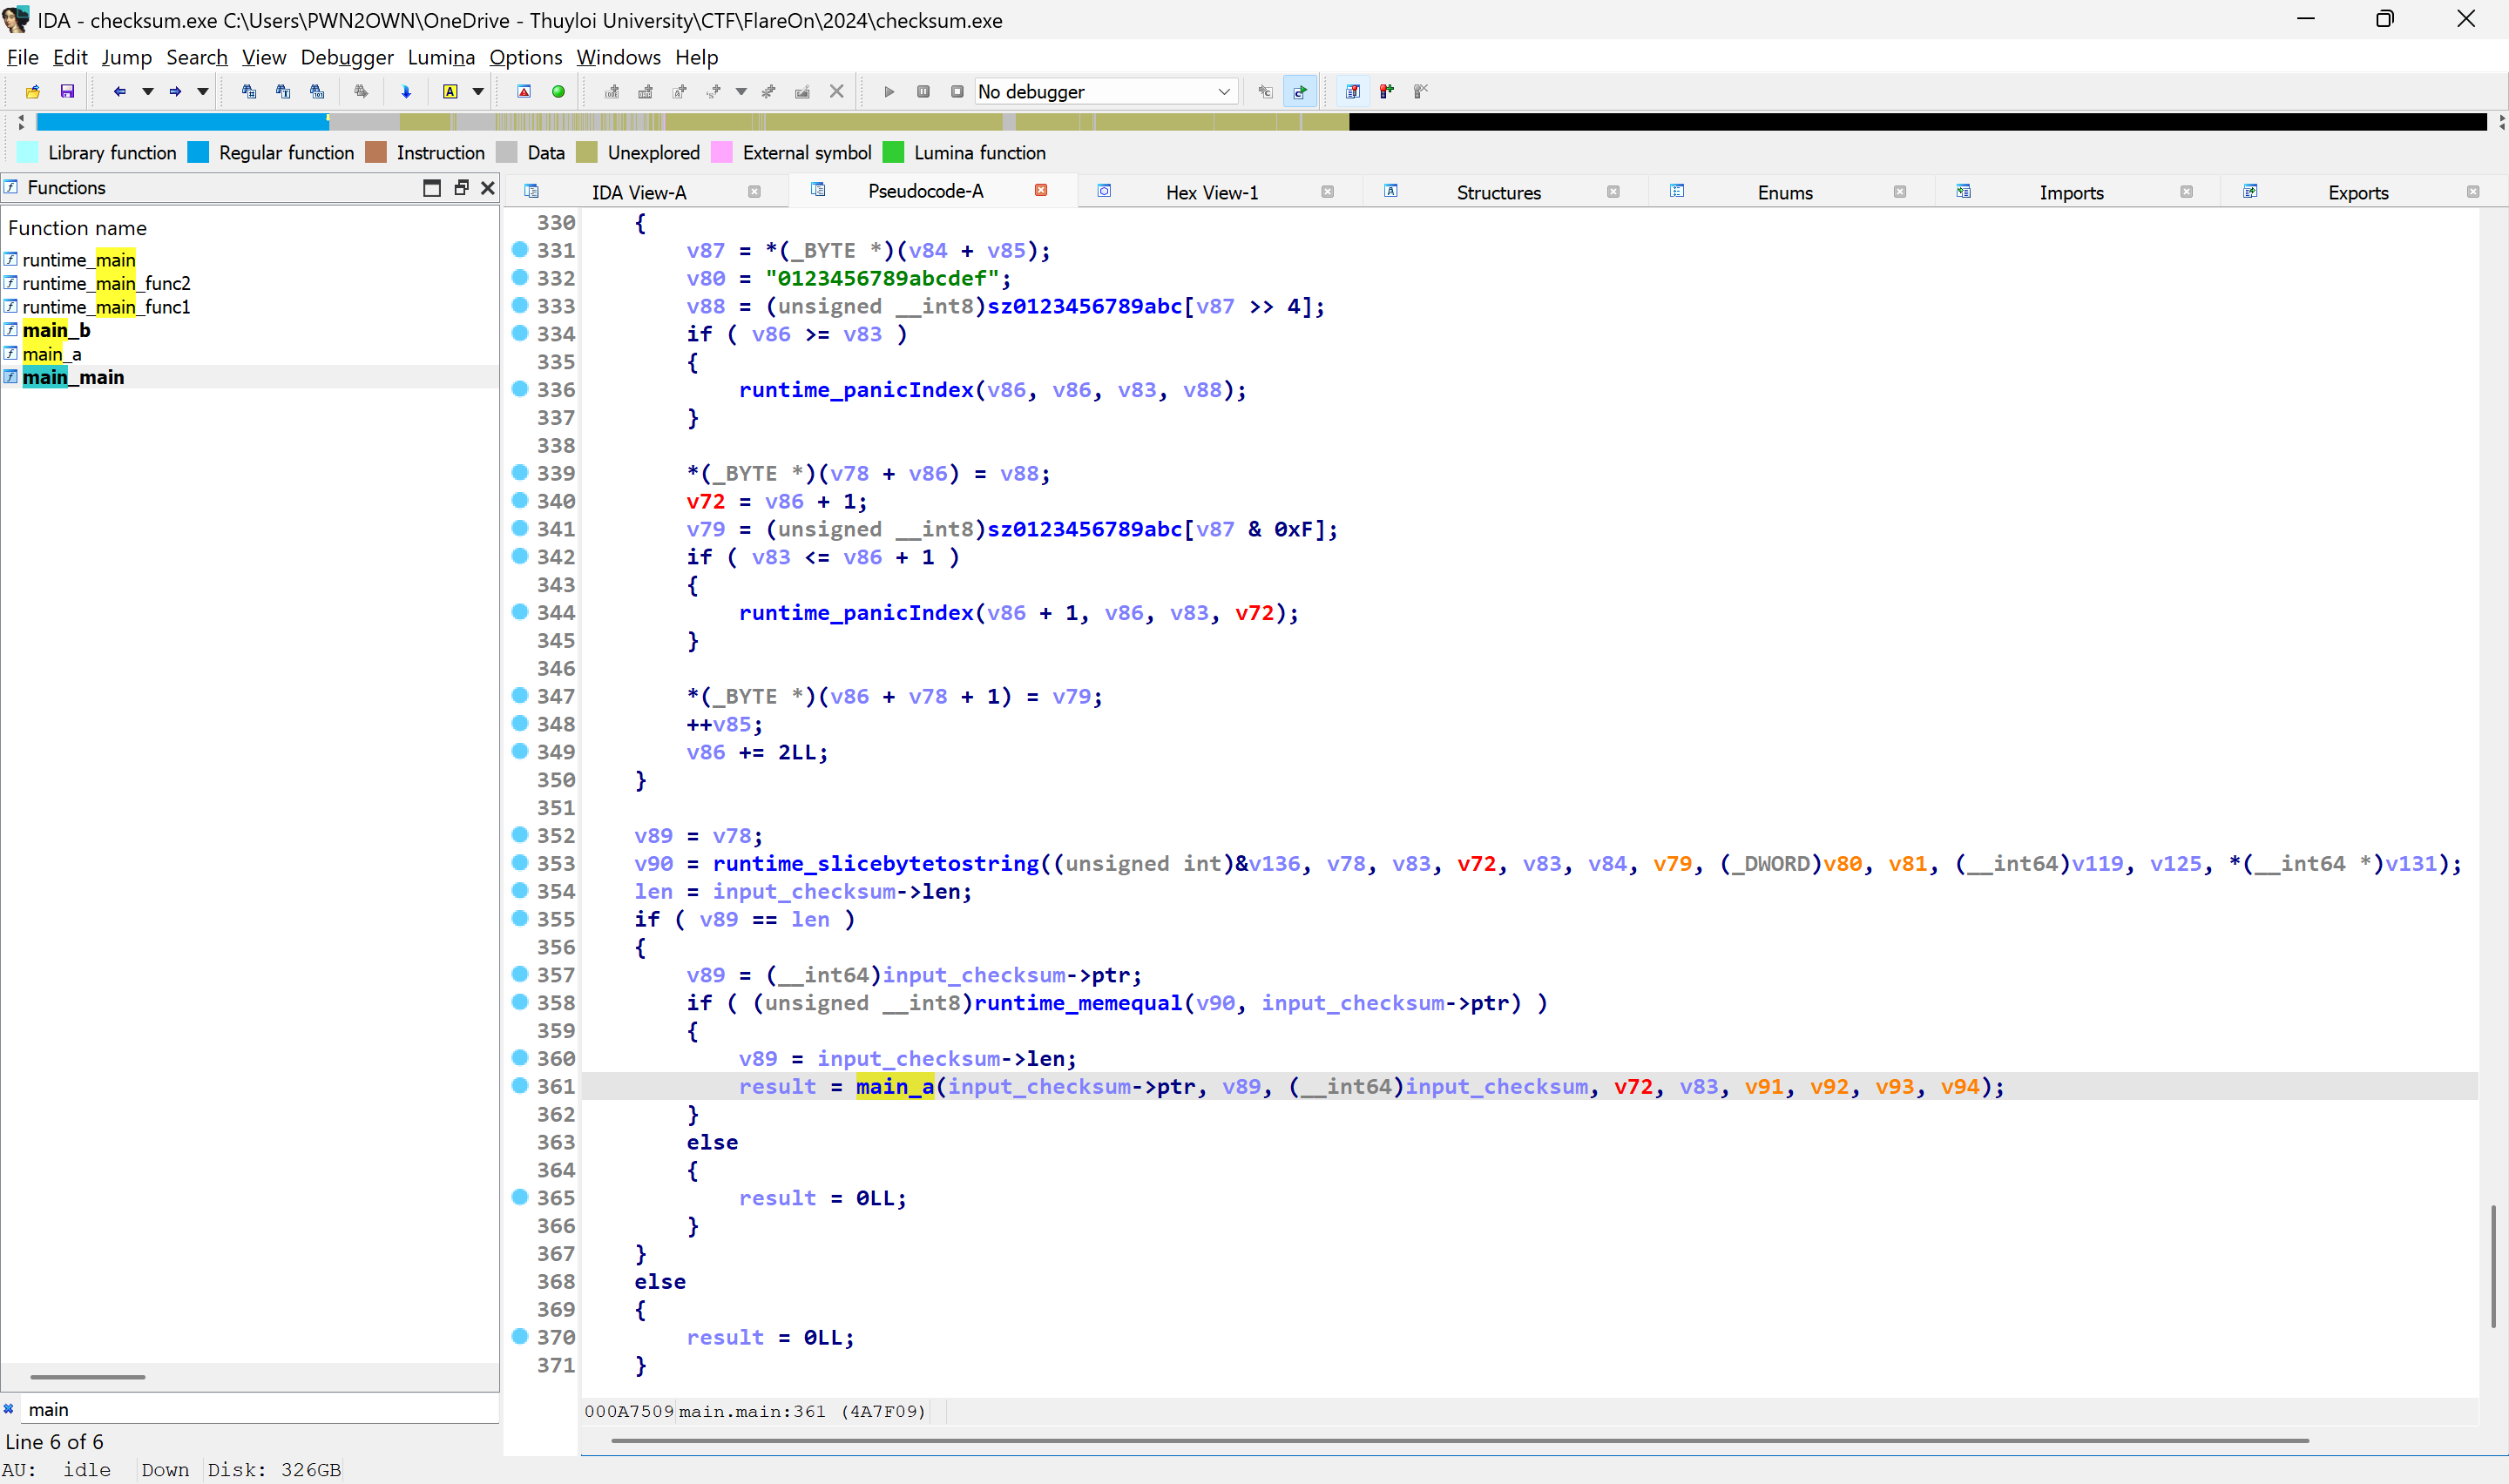 IDA - checksum.exe C:\Users\PWN2OWN\OneDrive - Thuyloi University\CTF\FlareOn\2024\checksum.exe
File Edit Jump Search View Debugger Lumina Options Windows Help
No debugger
Library function Regular function Instruction Data Unexplored External symbol Lumina function
Functions
IDA View-A Pseudocode-A Hex View-1 Structures Enums Imports Exports
Function name
runtime_main
runtime_main_func2
runtime_main_func1
main_b
main_a
main_main
330 {
331 v87 = *(_BYTE *)(v84 + v85);
332 v80 = "0123456789abcdef";
333 v88 = (unsigned __int8)sz0123456789abc[v87 >> 4];
334 if ( v86 >= v83 )
335 {
336 runtime_panicIndex(v86, v86, v83, v88);
337 }
338
339 *(_BYTE *)(v78 + v86) = v88;
340 v72 = v86 + 1;
341 v79 = (unsigned __int8)sz0123456789abc[v87 & 0xF];
342 if ( v83 <= v86 + 1 )
343 {
344 runtime_panicIndex(v86 + 1, v86, v83, v72);
345 }
346
347 *(_BYTE *)(v86 + v78 + 1) = v79;
348 ++v85;
349 v86 += 2LL;
350 }
351
352 v89 = v78;
353 v90 = runtime_slicebytetostring((unsigned int)&v136, v78, v83, v72, v83, v84, v79, (_DWORD)v80, v81, (__int64)v119, v125, *(__int64 *)v131);
354 len = input_checksum->len;
355 if ( v89 == len )
356 {
357 v89 = (__int64)input_checksum->ptr;
358 if ( (unsigned __int8)runtime_memequal(v90, input_checksum->ptr) )
359 {
360 v89 = input_checksum->len;
361 result = main_a(input_checksum->ptr, v89, (__int64)input_checksum, v72, v83, v91, v92, v93, v94);
362 }
363 else
364 {
365 result = 0LL;
366 }
367 }
368 else
369 {
370 result = 0LL;
371 }
main
000A7509 main.main:361 (4A7F09)
Line 6 of 6
AU: idle Down Disk: 326GB